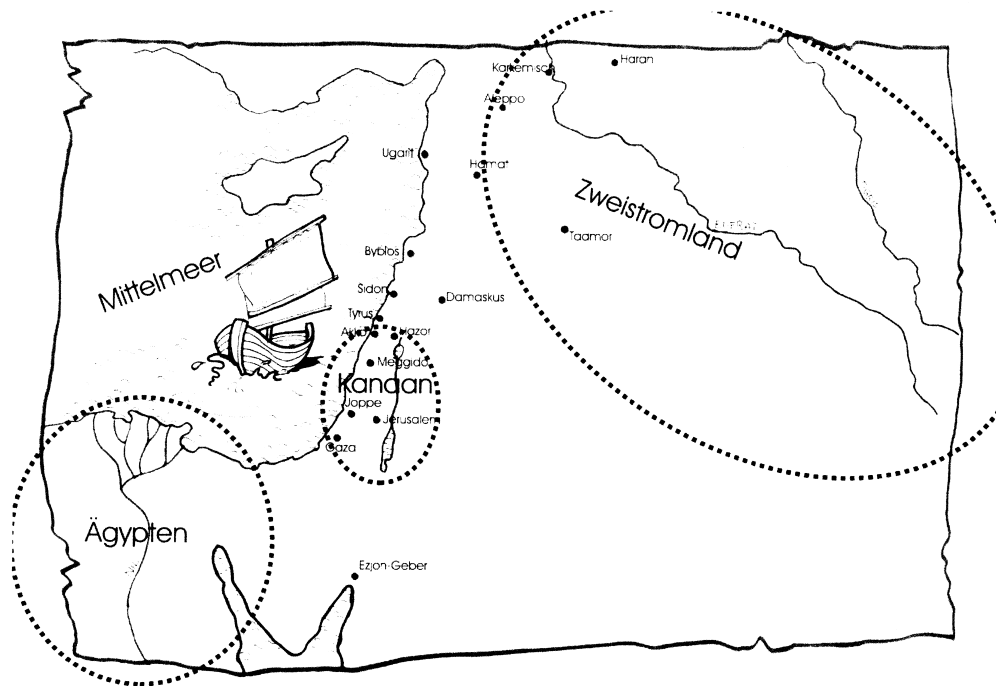 Karkemisch
Haran
Aleppo
Ugarit
Hamat
Zweistromland
Taamor
Byblos
Mittelmeer
Sidon
Damaskus
Tyrus
Akko
Hazor
Meggido
Kanaan
Joppe
Jerusalem
Gaza
Ägypten
Ezjon-Geber